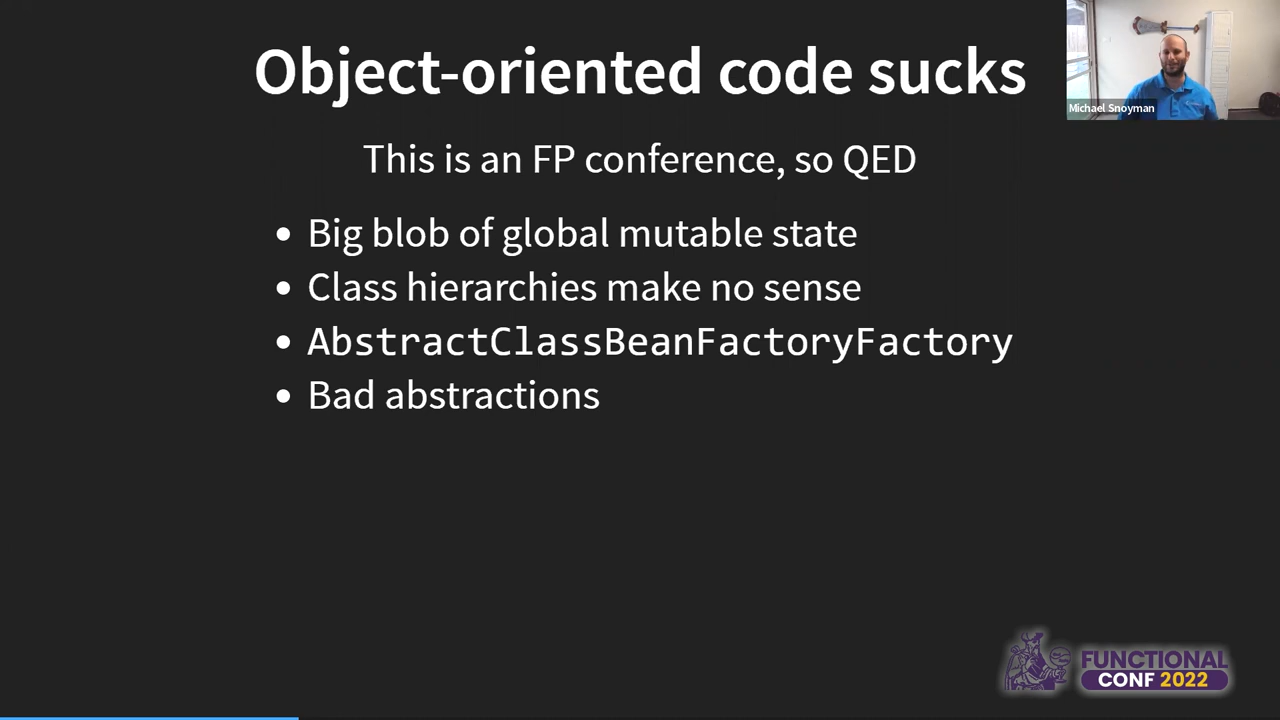 Object-oriented code sucks
Michael Snoyman
This is an FP conference, so QED
• Big blob of global mutable state
• Class hierarchies make no sense
• AbstractClassBeanFactoryFactory
• Bad abstractions
FUNCTIONAL
CONF 2022